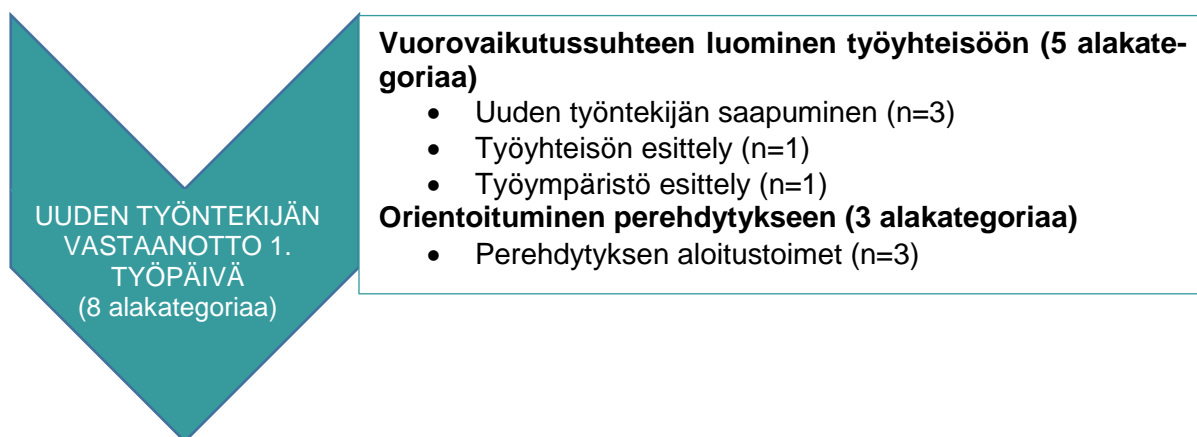 UUDEN TYÖNTEKIJÄN
VASTAANOTTO 1.
TYÖPÄIVÄ
(8 alakategoriaa)
Vuorovaikutussuhteen luominen työyhteisöön (5 alakate-
goriaa)
• Uuden työntekijän saapuminen (n=3)
• Työyhteisön esittely (n=1)
• Työympäristö esittely (n=1)
Orientoituminen perehdytykseen (3 alakategoriaa)
• Perehdytyksen aloitustoimet (n=3)